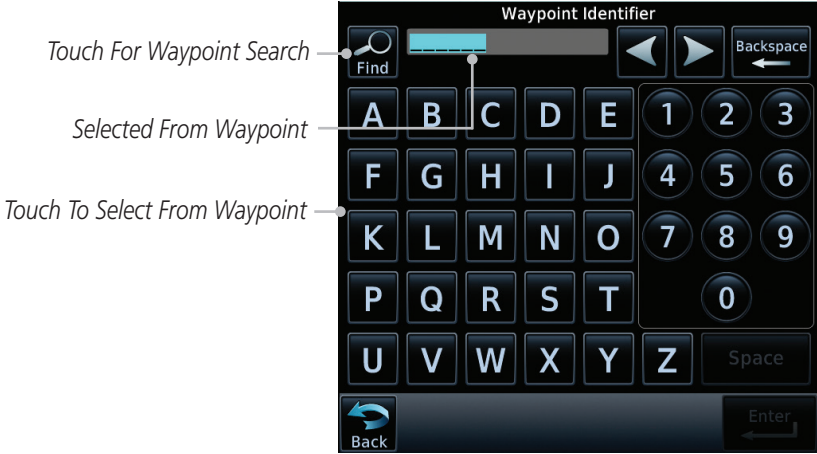 Waypoint Identifier
Touch For Waypoint Search
Find
Backspace
Selected From Waypoint
A B C D E 1 2 3
F G H I J 4 5 6
Touch To Select From Waypoint
K L M N O 7 8 9
P Q R S T 0
U V W X Y Z Space
Back
Enter